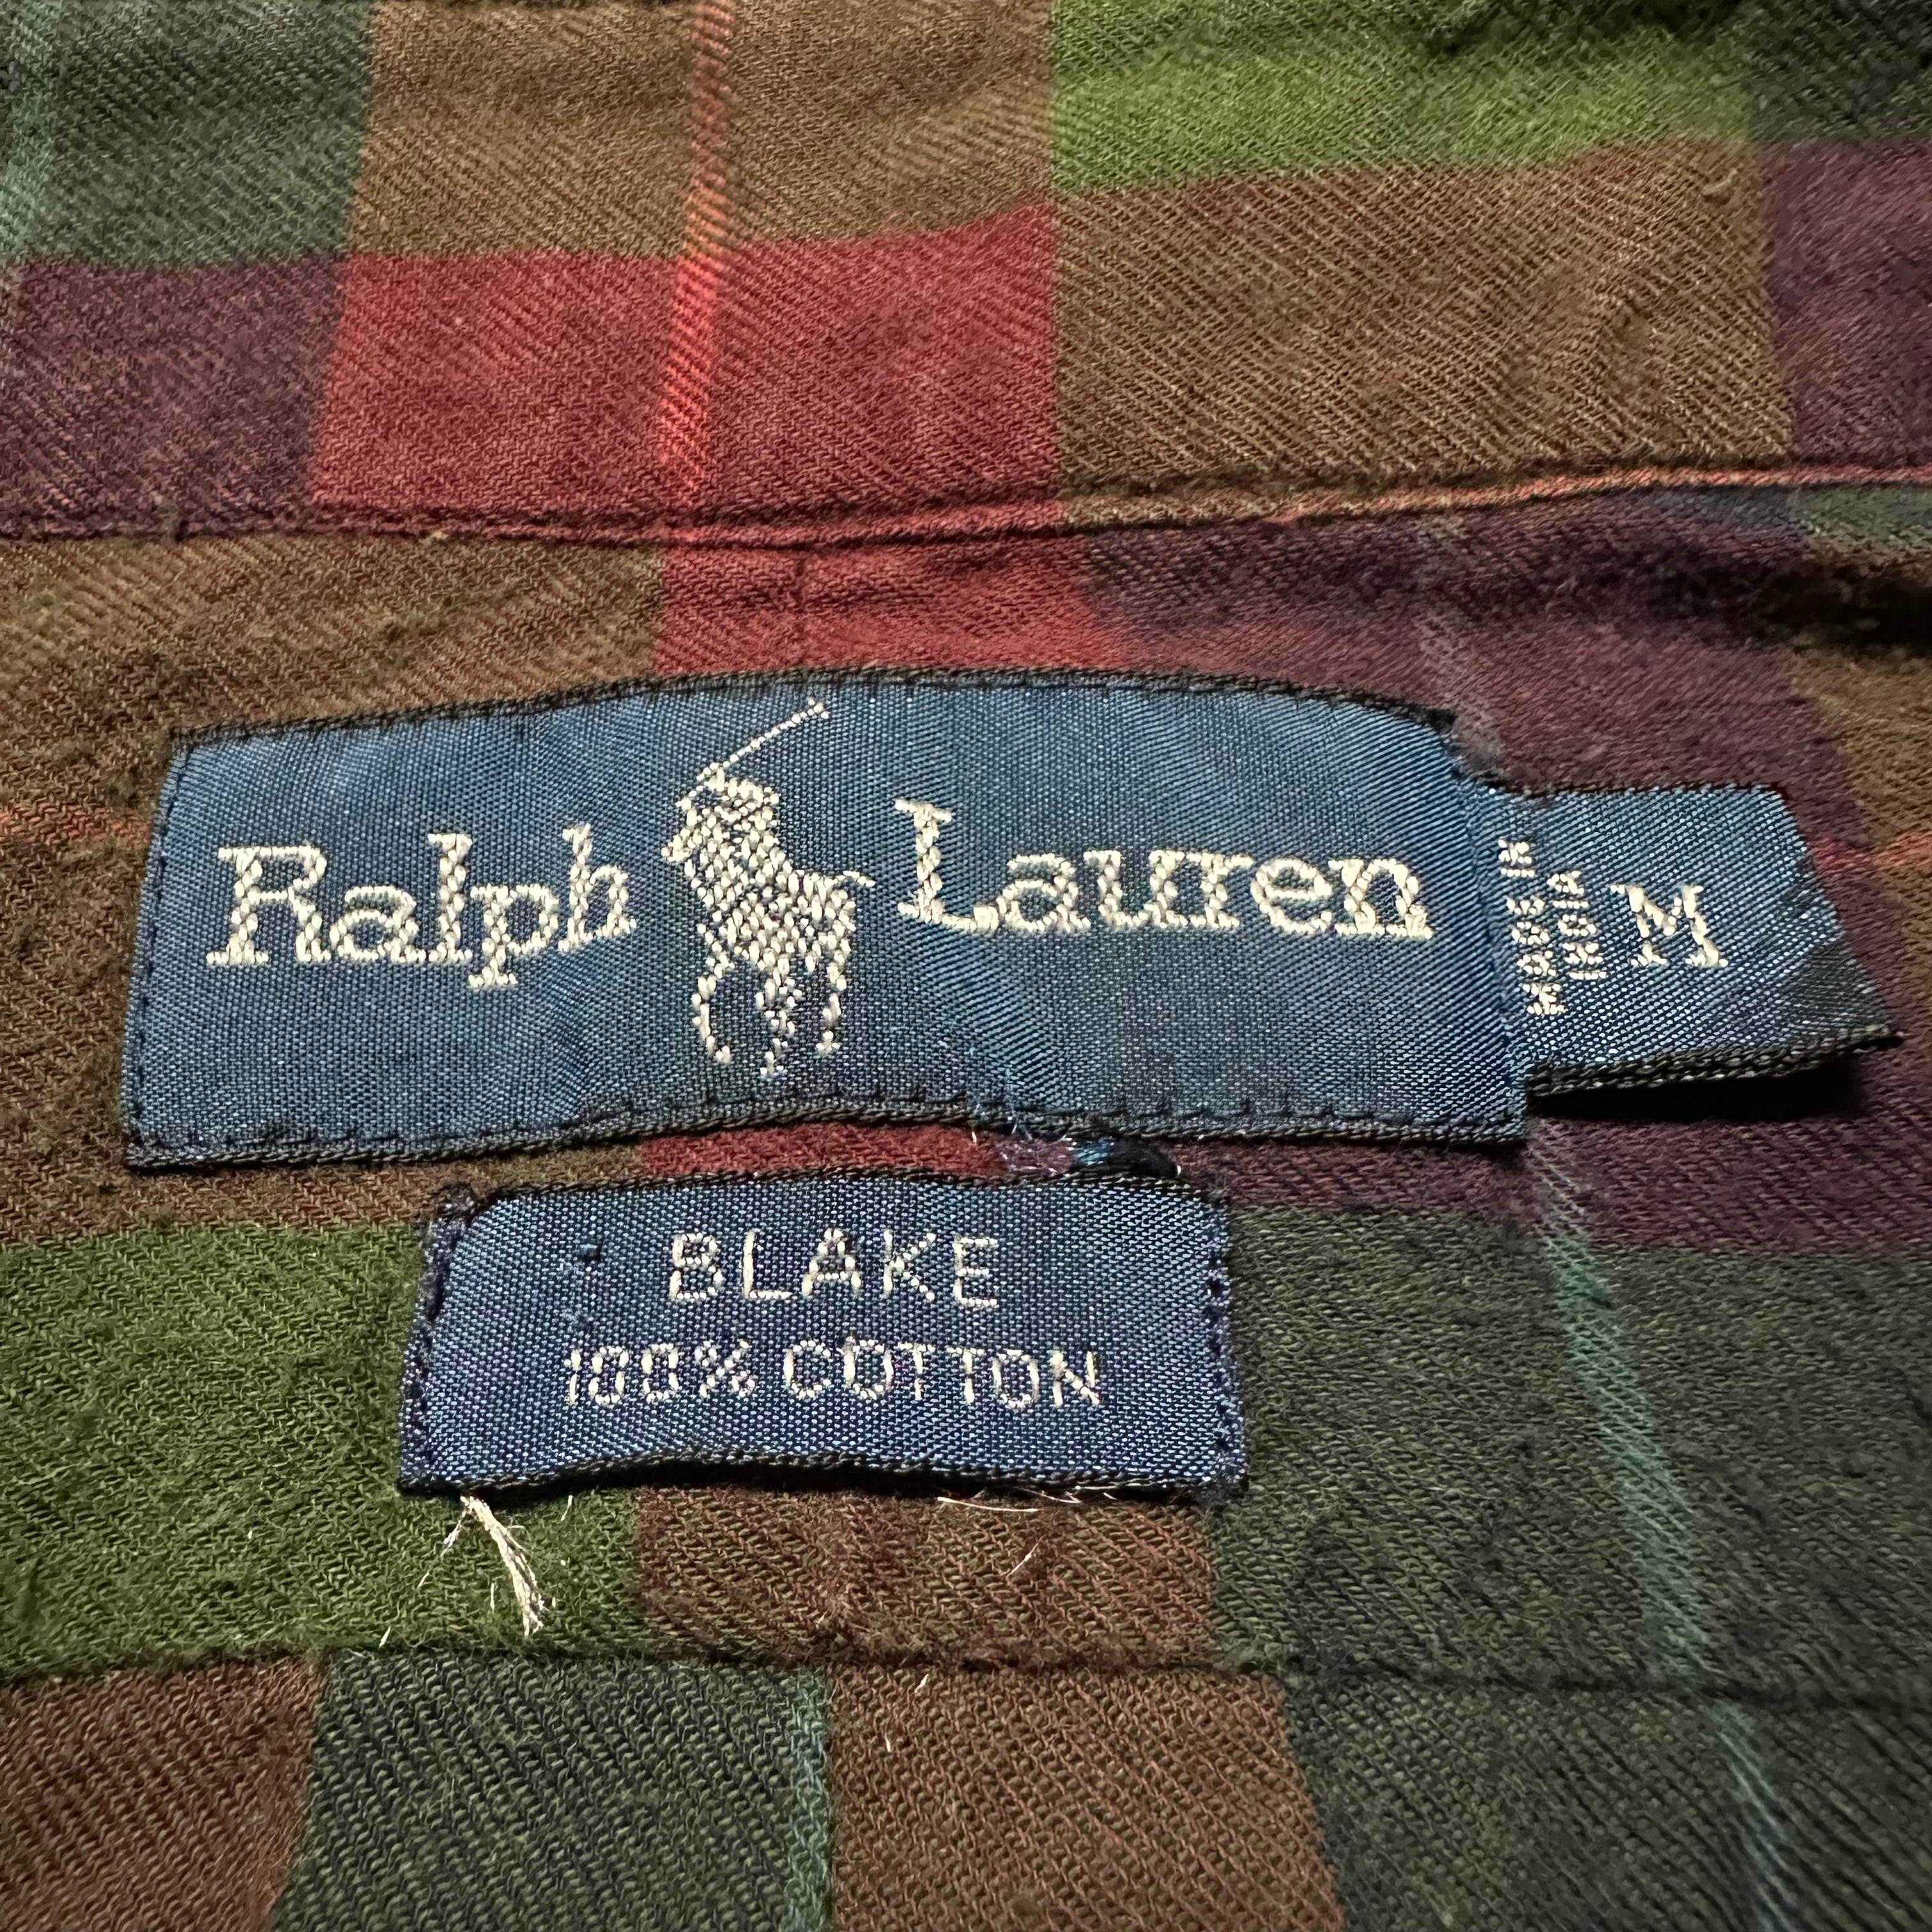 Ralph Lauren
MADE IN
INDIA
M
BLAKE
100% COTTON